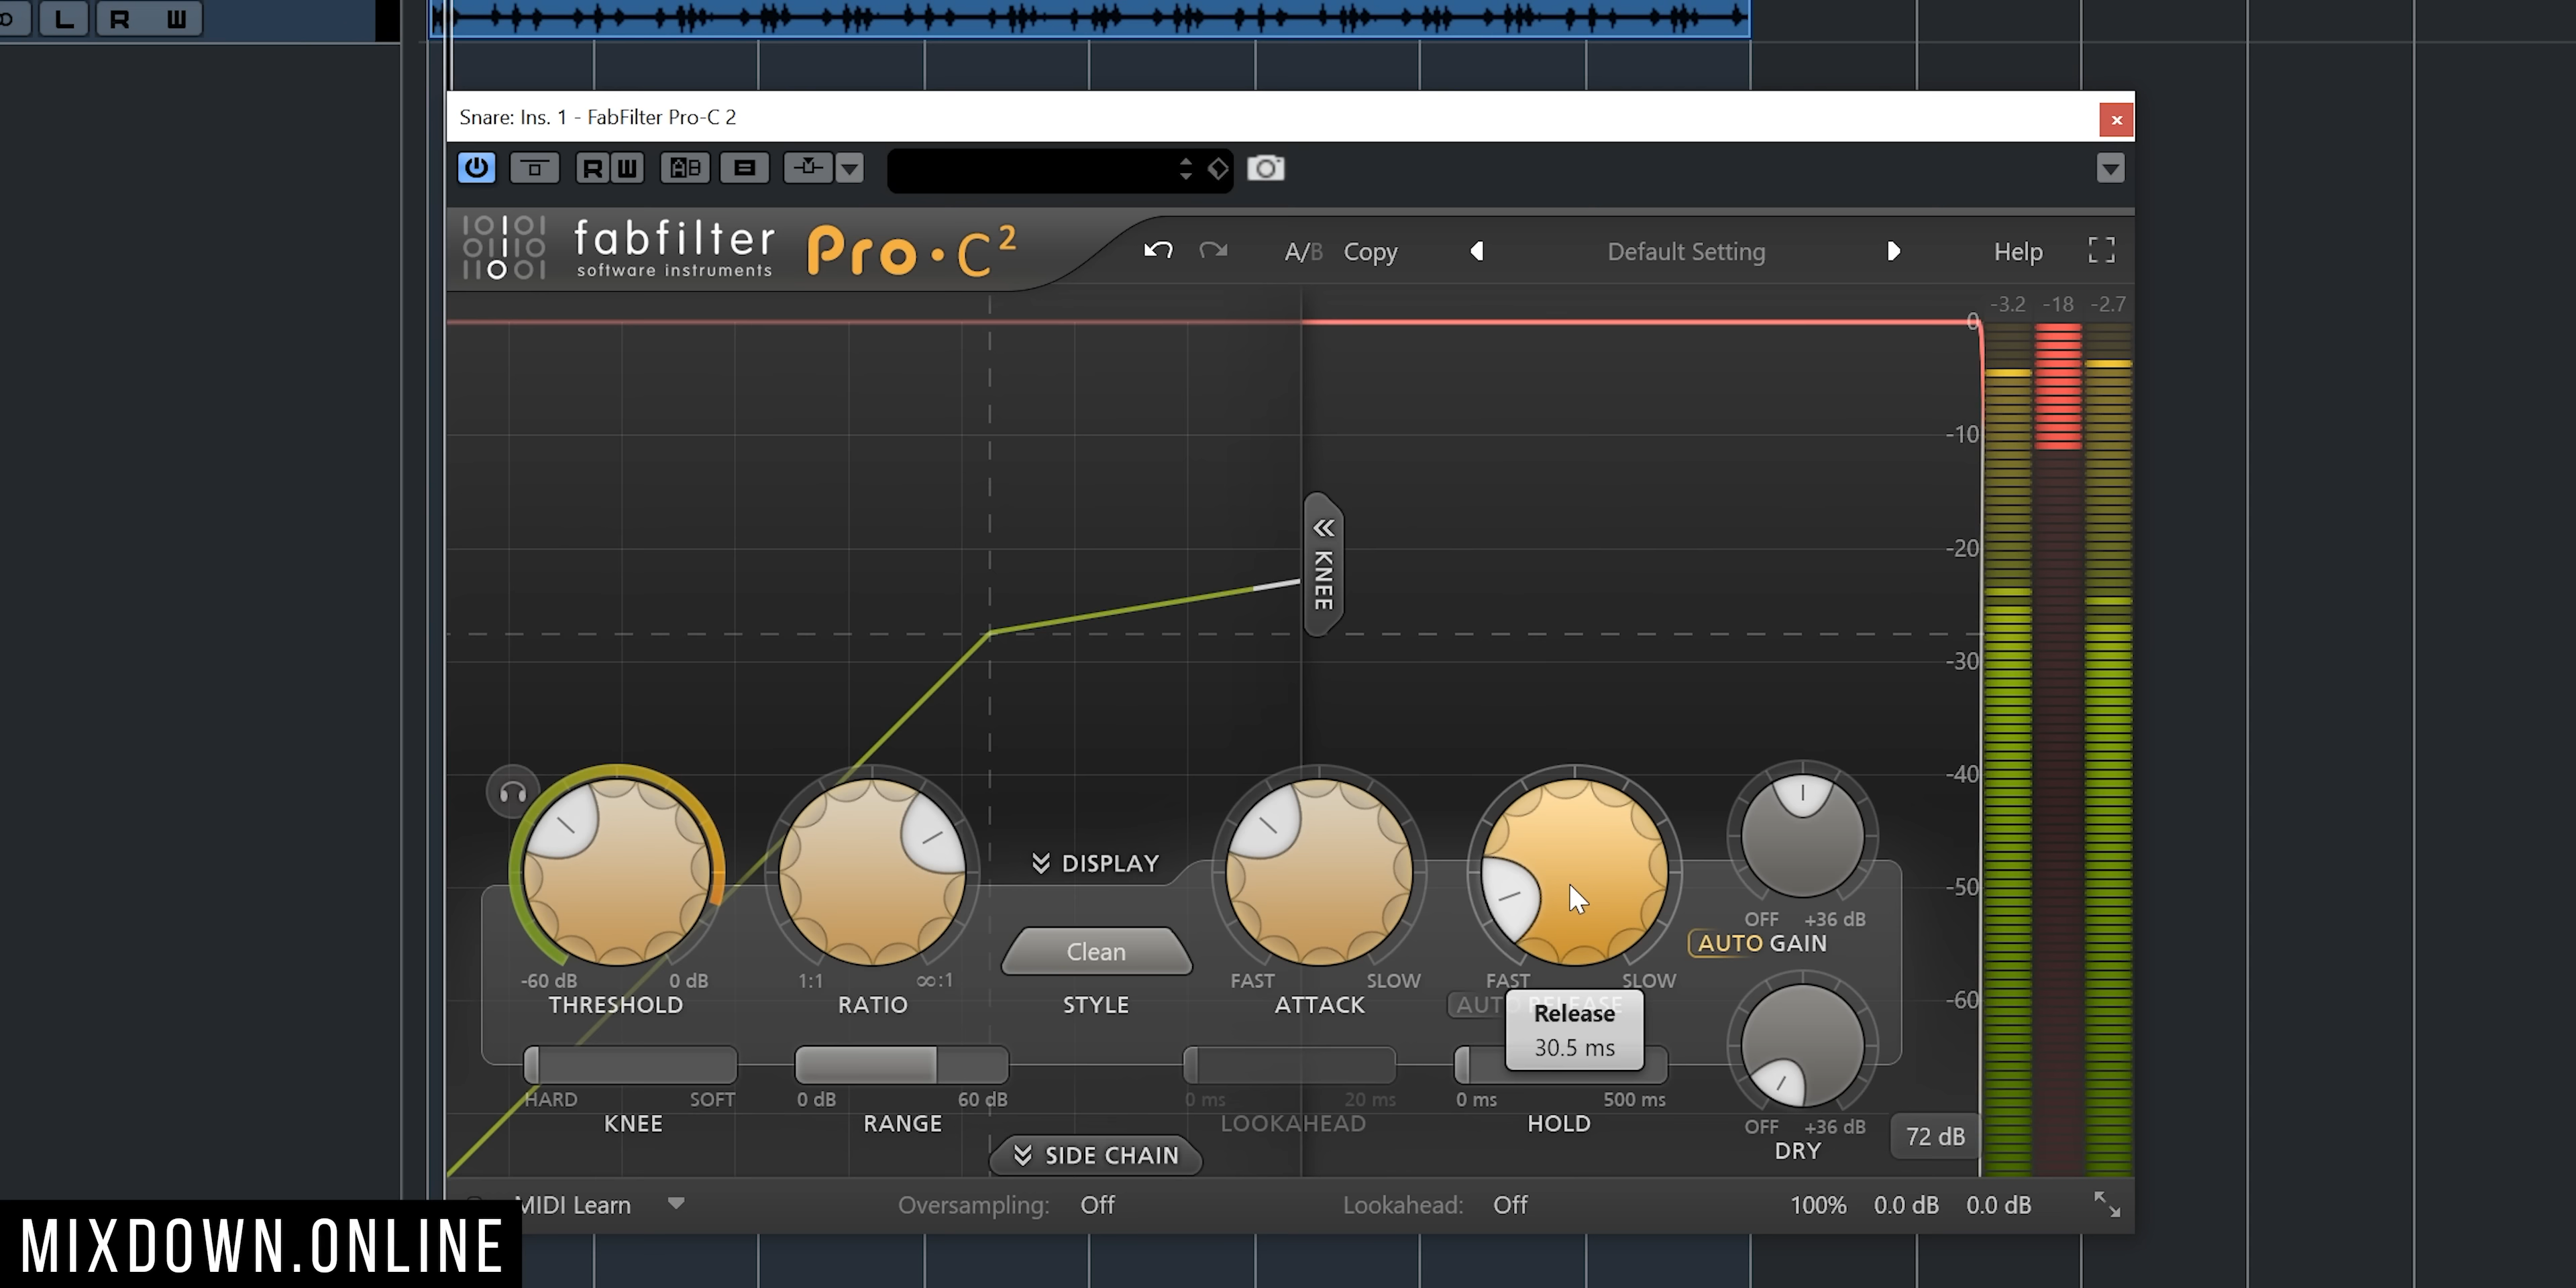 L R W
Snare: Ins. 1 - FabFilter Pro-C 2
R W AB
fabfilter
software instruments
Pro·C²
A/B Copy Default Setting Help
-3.2 -18 -2.7
0
-10
-20
KNEE
-30
-40
DISPLAY
-50
OFF +36 dB
AUTO GAIN
Clean
-60 dB 0 dB 1:1 ∞:1 FAST SLOW FAST SLOW
THRESHOLD RATIO STYLE ATTACK AUTO RELEASE
-60
Release
30.5 ms
HARD SOFT 0 dB 60 dB 0 ms 20 ms 0 ms 500 ms
KNEE RANGE LOOKAHEAD HOLD
OFF +36 dB
DRY
72 dB
SIDE CHAIN
MIDI Learn Oversampling: Off Lookahead: Off 100% 0.0 dB 0.0 dB
MIXDOWN.ONLINE